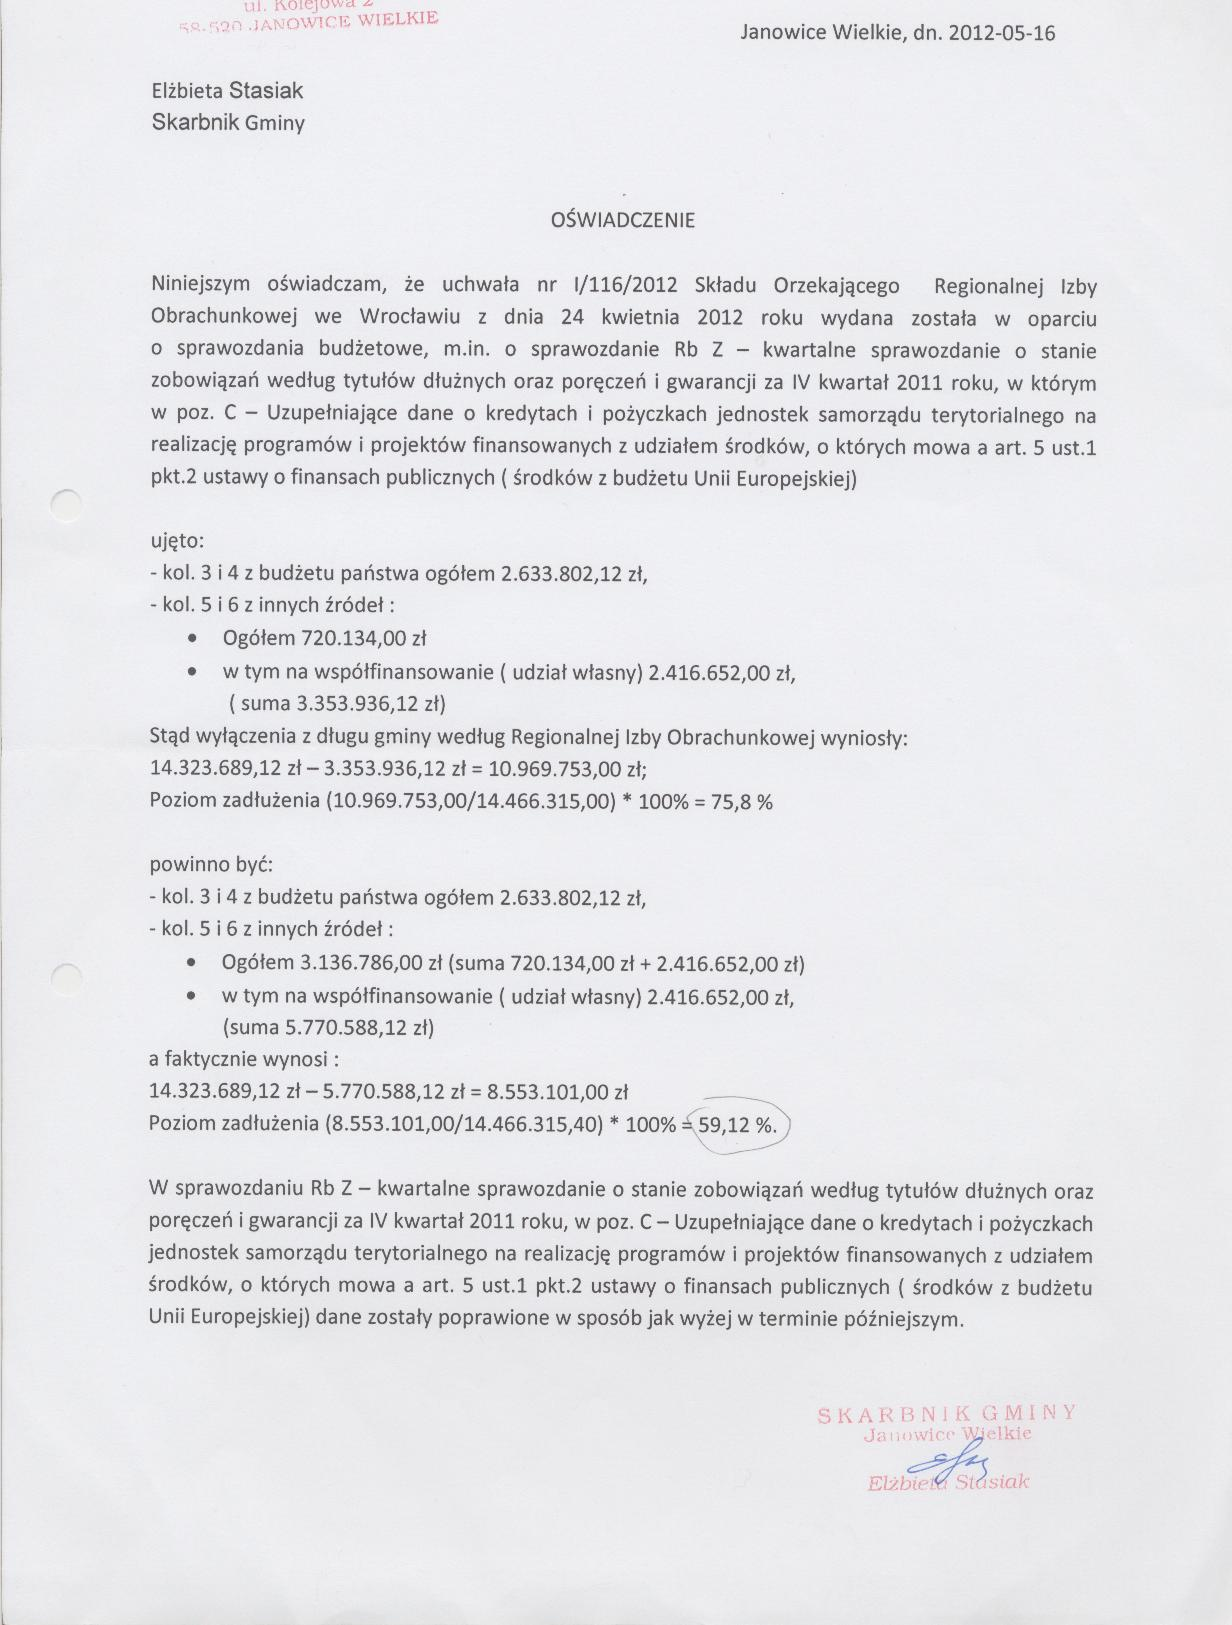 ul. Kolejowa 2
58-520 JANOWICE WIELKIE
Janowice Wielkie, dn. 2012-05-16
Elżbieta Stasiak
Skarbnik Gminy
OŚWIADCZENIE
Niniejszym oświadczam, że uchwała nr I/116/2012 Składu Orzekającego Regionalnej Izby
Obrachunkowej we Wrocławiu z dnia 24 kwietnia 2012 roku wydana została w oparciu
o sprawozdania budżetowe, m.in. o sprawozdanie Rb Z – kwartalne sprawozdanie o stanie
zobowiązań według tytułów dłużnych oraz poręczeń i gwarancji za IV kwartał 2011 roku, w którym
w poz. C – Uzupełniające dane o kredytach i pożyczkach jednostek samorządu terytorialnego na
realizację programów i projektów finansowanych z udziałem środków, o których mowa a art. 5 ust.1
pkt.2 ustawy o finansach publicznych ( środków z budżetu Unii Europejskiej)
ujęto:
- kol. 3 i 4 z budżetu państwa ogółem 2.633.802,12 zł,
- kol. 5 i 6 z innych źródeł :
• Ogółem 720.134,00 zł
• w tym na współfinansowanie ( udział własny) 2.416.652,00 zł,
( suma 3.353.936,12 zł)
Stąd wyłączenia z długu gminy według Regionalnej Izby Obrachunkowej wyniosły:
14.323.689,12 zł – 3.353.936,12 zł = 10.969.753,00 zł;
Poziom zadłużenia (10.969.753,00/14.466.315,00) * 100% = 75,8 %
powinno być:
- kol. 3 i 4 z budżetu państwa ogółem 2.633.802,12 zł,
- kol. 5 i 6 z innych źródeł :
• Ogółem 3.136.786,00 zł (suma 720.134,00 zł + 2.416.652,00 zł)
• w tym na współfinansowanie ( udział własny) 2.416.652,00 zł,
(suma 5.770.588,12 zł)
a faktycznie wynosi :
14.323.689,12 zł – 5.770.588,12 zł = 8.553.101,00 zł
Poziom zadłużenia (8.553.101,00/14.466.315,40) * 100% = 59,12 %.
W sprawozdaniu Rb Z – kwartalne sprawozdanie o stanie zobowiązań według tytułów dłużnych oraz
poręczeń i gwarancji za IV kwartał 2011 roku, w poz. C – Uzupełniające dane o kredytach i pożyczkach
jednostek samorządu terytorialnego na realizację programów i projektów finansowanych z udziałem
środków, o których mowa a art. 5 ust.1 pkt.2 ustawy o finansach publicznych ( środków z budżetu
Unii Europejskiej) dane zostały poprawione w sposób jak wyżej w terminie późniejszym.
SKARBNIK GMINY
Janowice Wielkie
Elżbieta Stasiak